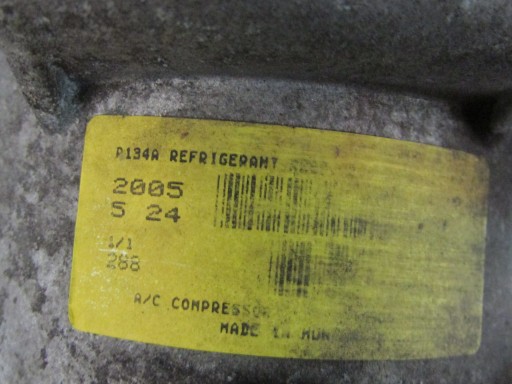 R134A REFRIGERANT
2005
5 24
1/1
288
A/C COMPRESSOR
MADE IN